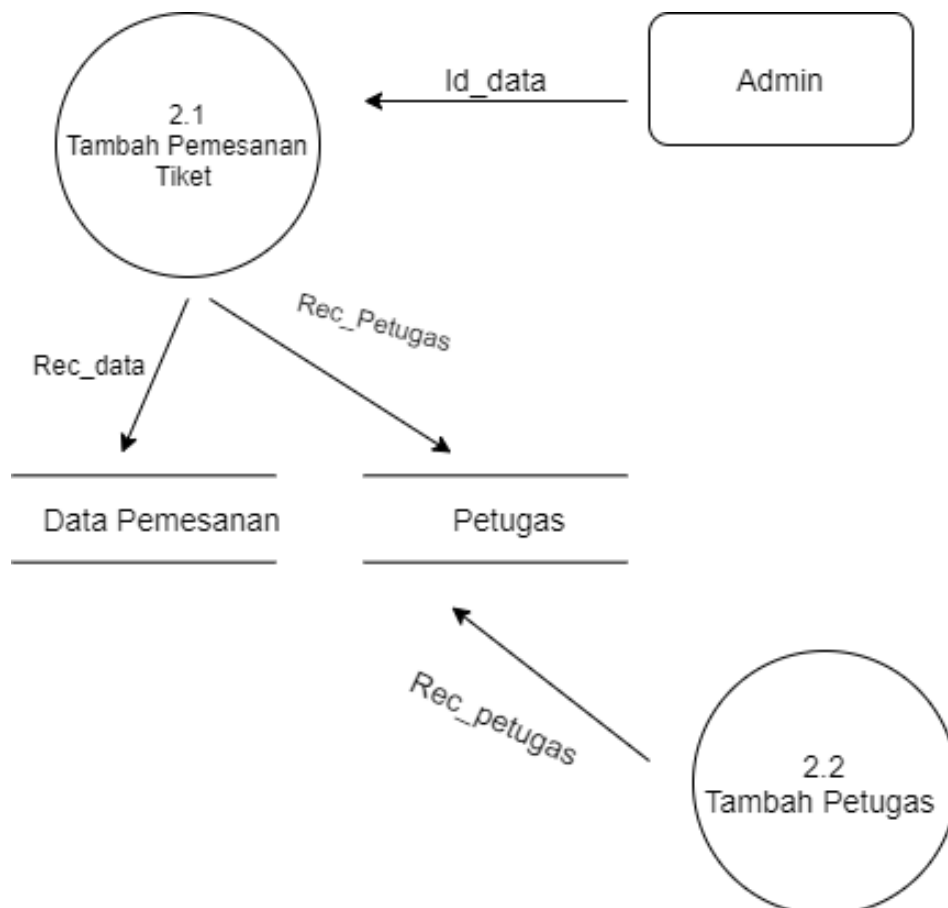 Id_data
Admin
2.1
Tambah Pemesanan
Tiket
Rec_Petugas
Rec_data
Data Pemesanan
Petugas
Rec_petugas
2.2
Tambah Petugas